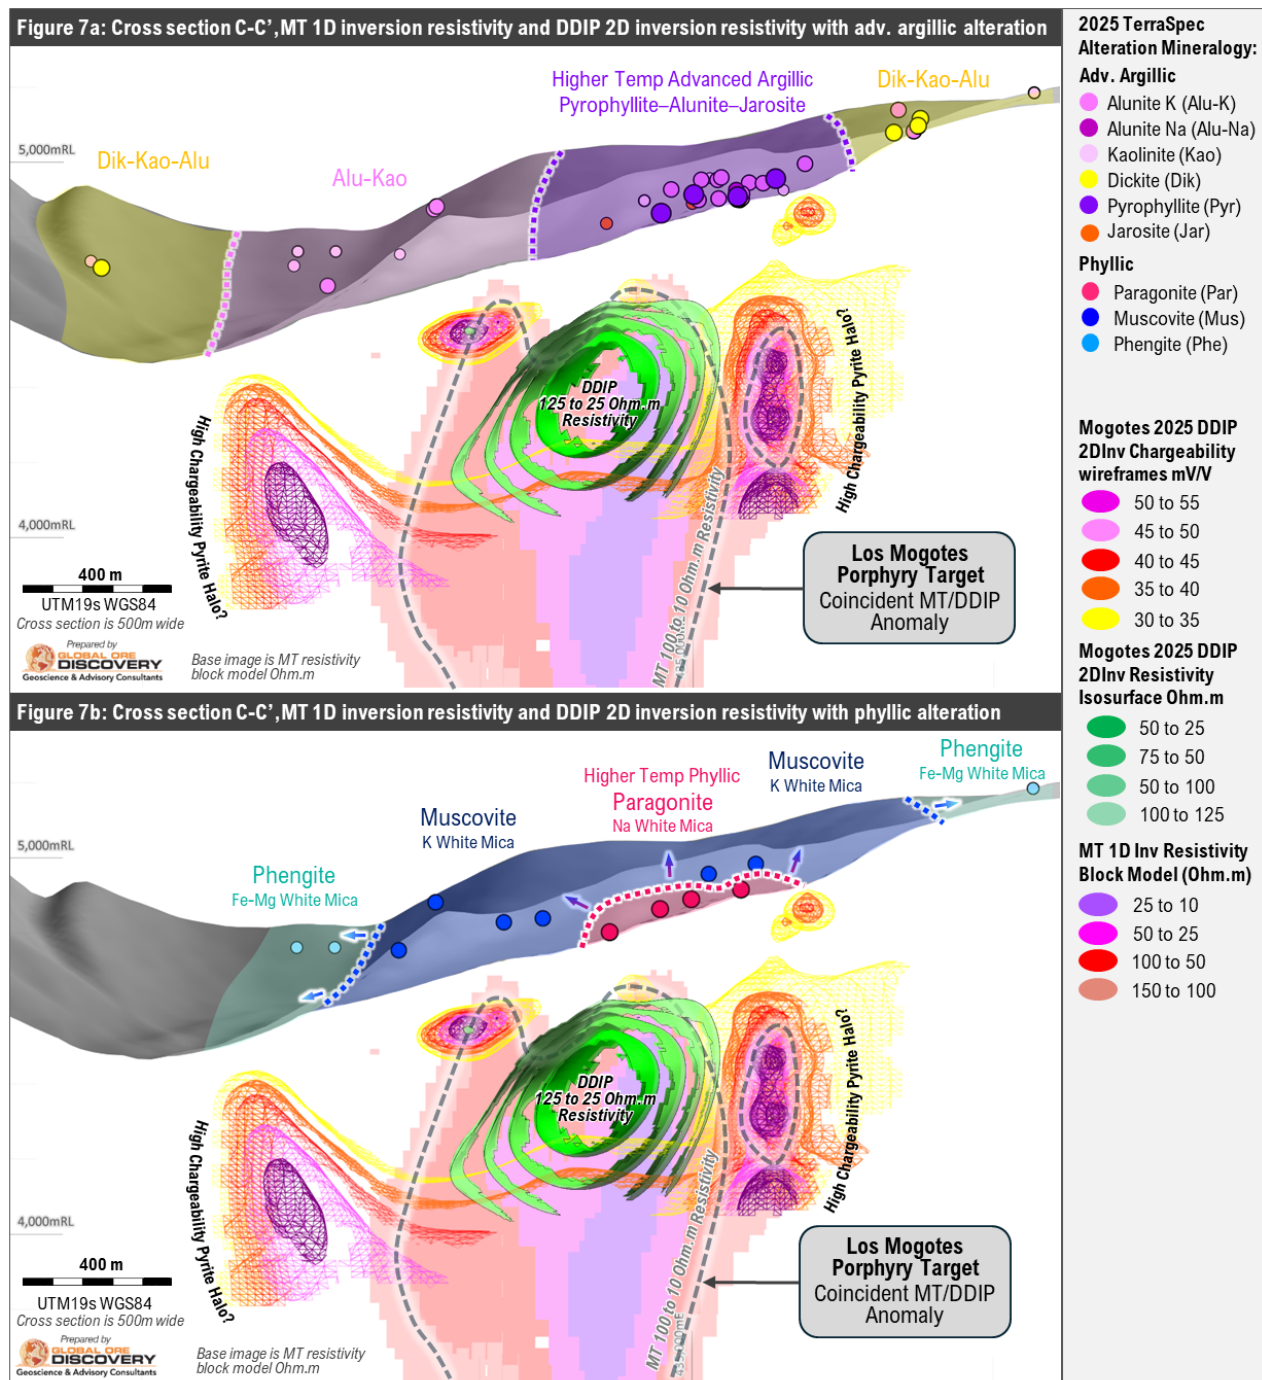 Figure 7a: Cross section C-C', MT 1D inversion resistivity and DDIP 2D inversion resistivity with adv. argillic alteration
Higher Temp Advanced Argillic
Pyrophyllite–Alunite–Jarosite
Dik-Kao-Alu
5,000mRL
Dik-Kao-Alu
Alu-Kao
DDIP
125 to 25 Ohm.m
Resistivity
High Chargeability Pyrite Halo?
High Chargeability Pyrite Halo?
MT 100 to 10 Ohm.m Resistivity
4,000mRL
Los Mogotes
Porphyry Target
Coincident MT/DDIP
Anomaly
400 m
UTM19s WGS84
Cross section is 500m wide
Prepared by
GLOBAL ORE
DISCOVERY
Geoscience & Advisory Consultants
Base image is MT resistivity
block model Ohm.m
Figure 7b: Cross section C-C', MT 1D inversion resistivity and DDIP 2D inversion resistivity with phyllic alteration
Phengite
Fe-Mg White Mica
Muscovite
K White Mica
Higher Temp Phyllic
Paragonite
Na White Mica
Muscovite
K White Mica
5,000mRL
Phengite
Fe-Mg White Mica
DDIP
125 to 25 Ohm.m
Resistivity
High Chargeability Pyrite Halo?
High Chargeability Pyrite Halo?
MT 100 to 10 Ohm.m Resistivity
4,000mRL
Los Mogotes
Porphyry Target
Coincident MT/DDIP
Anomaly
400 m
UTM19s WGS84
Cross section is 500m wide
Prepared by
GLOBAL ORE
DISCOVERY
Geoscience & Advisory Consultants
Base image is MT resistivity
block model Ohm.m
2025 TerraSpec
Alteration Mineralogy:
Adv. Argillic
Alunite K (Alu-K)
Alunite Na (Alu-Na)
Kaolinite (Kao)
Dickite (Dik)
Pyrophyllite (Pyr)
Jarosite (Jar)
Phyllic
Paragonite (Par)
Muscovite (Mus)
Phengite (Phe)
Mogotes 2025 DDIP
2DInv Chargeability
wireframes mV/V
50 to 55
45 to 50
40 to 45
35 to 40
30 to 35
Mogotes 2025 DDIP
2DInv Resistivity
Isosurface Ohm.m
50 to 25
75 to 50
50 to 100
100 to 125
MT 1D Inv Resistivity
Block Model (Ohm.m)
25 to 10
50 to 25
100 to 50
150 to 100